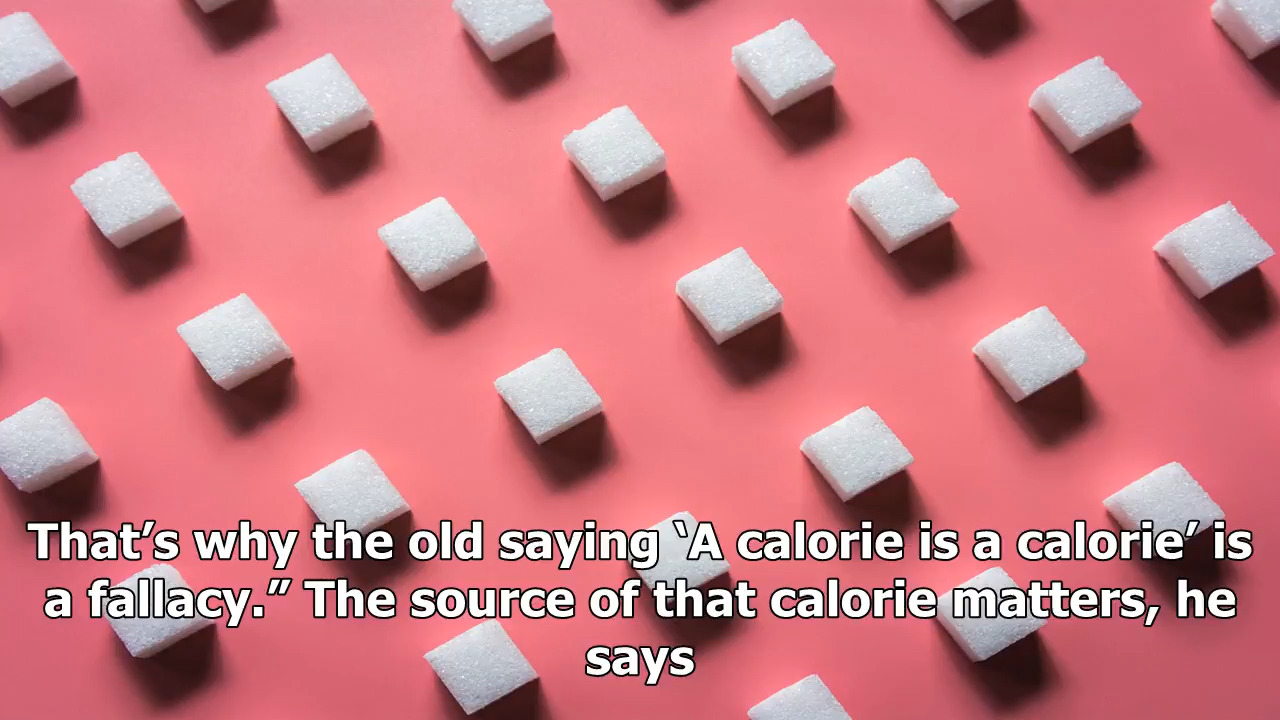 That’s why the old saying ‘A calorie is a calorie’ is
a fallacy.” The source of that calorie matters, he
says